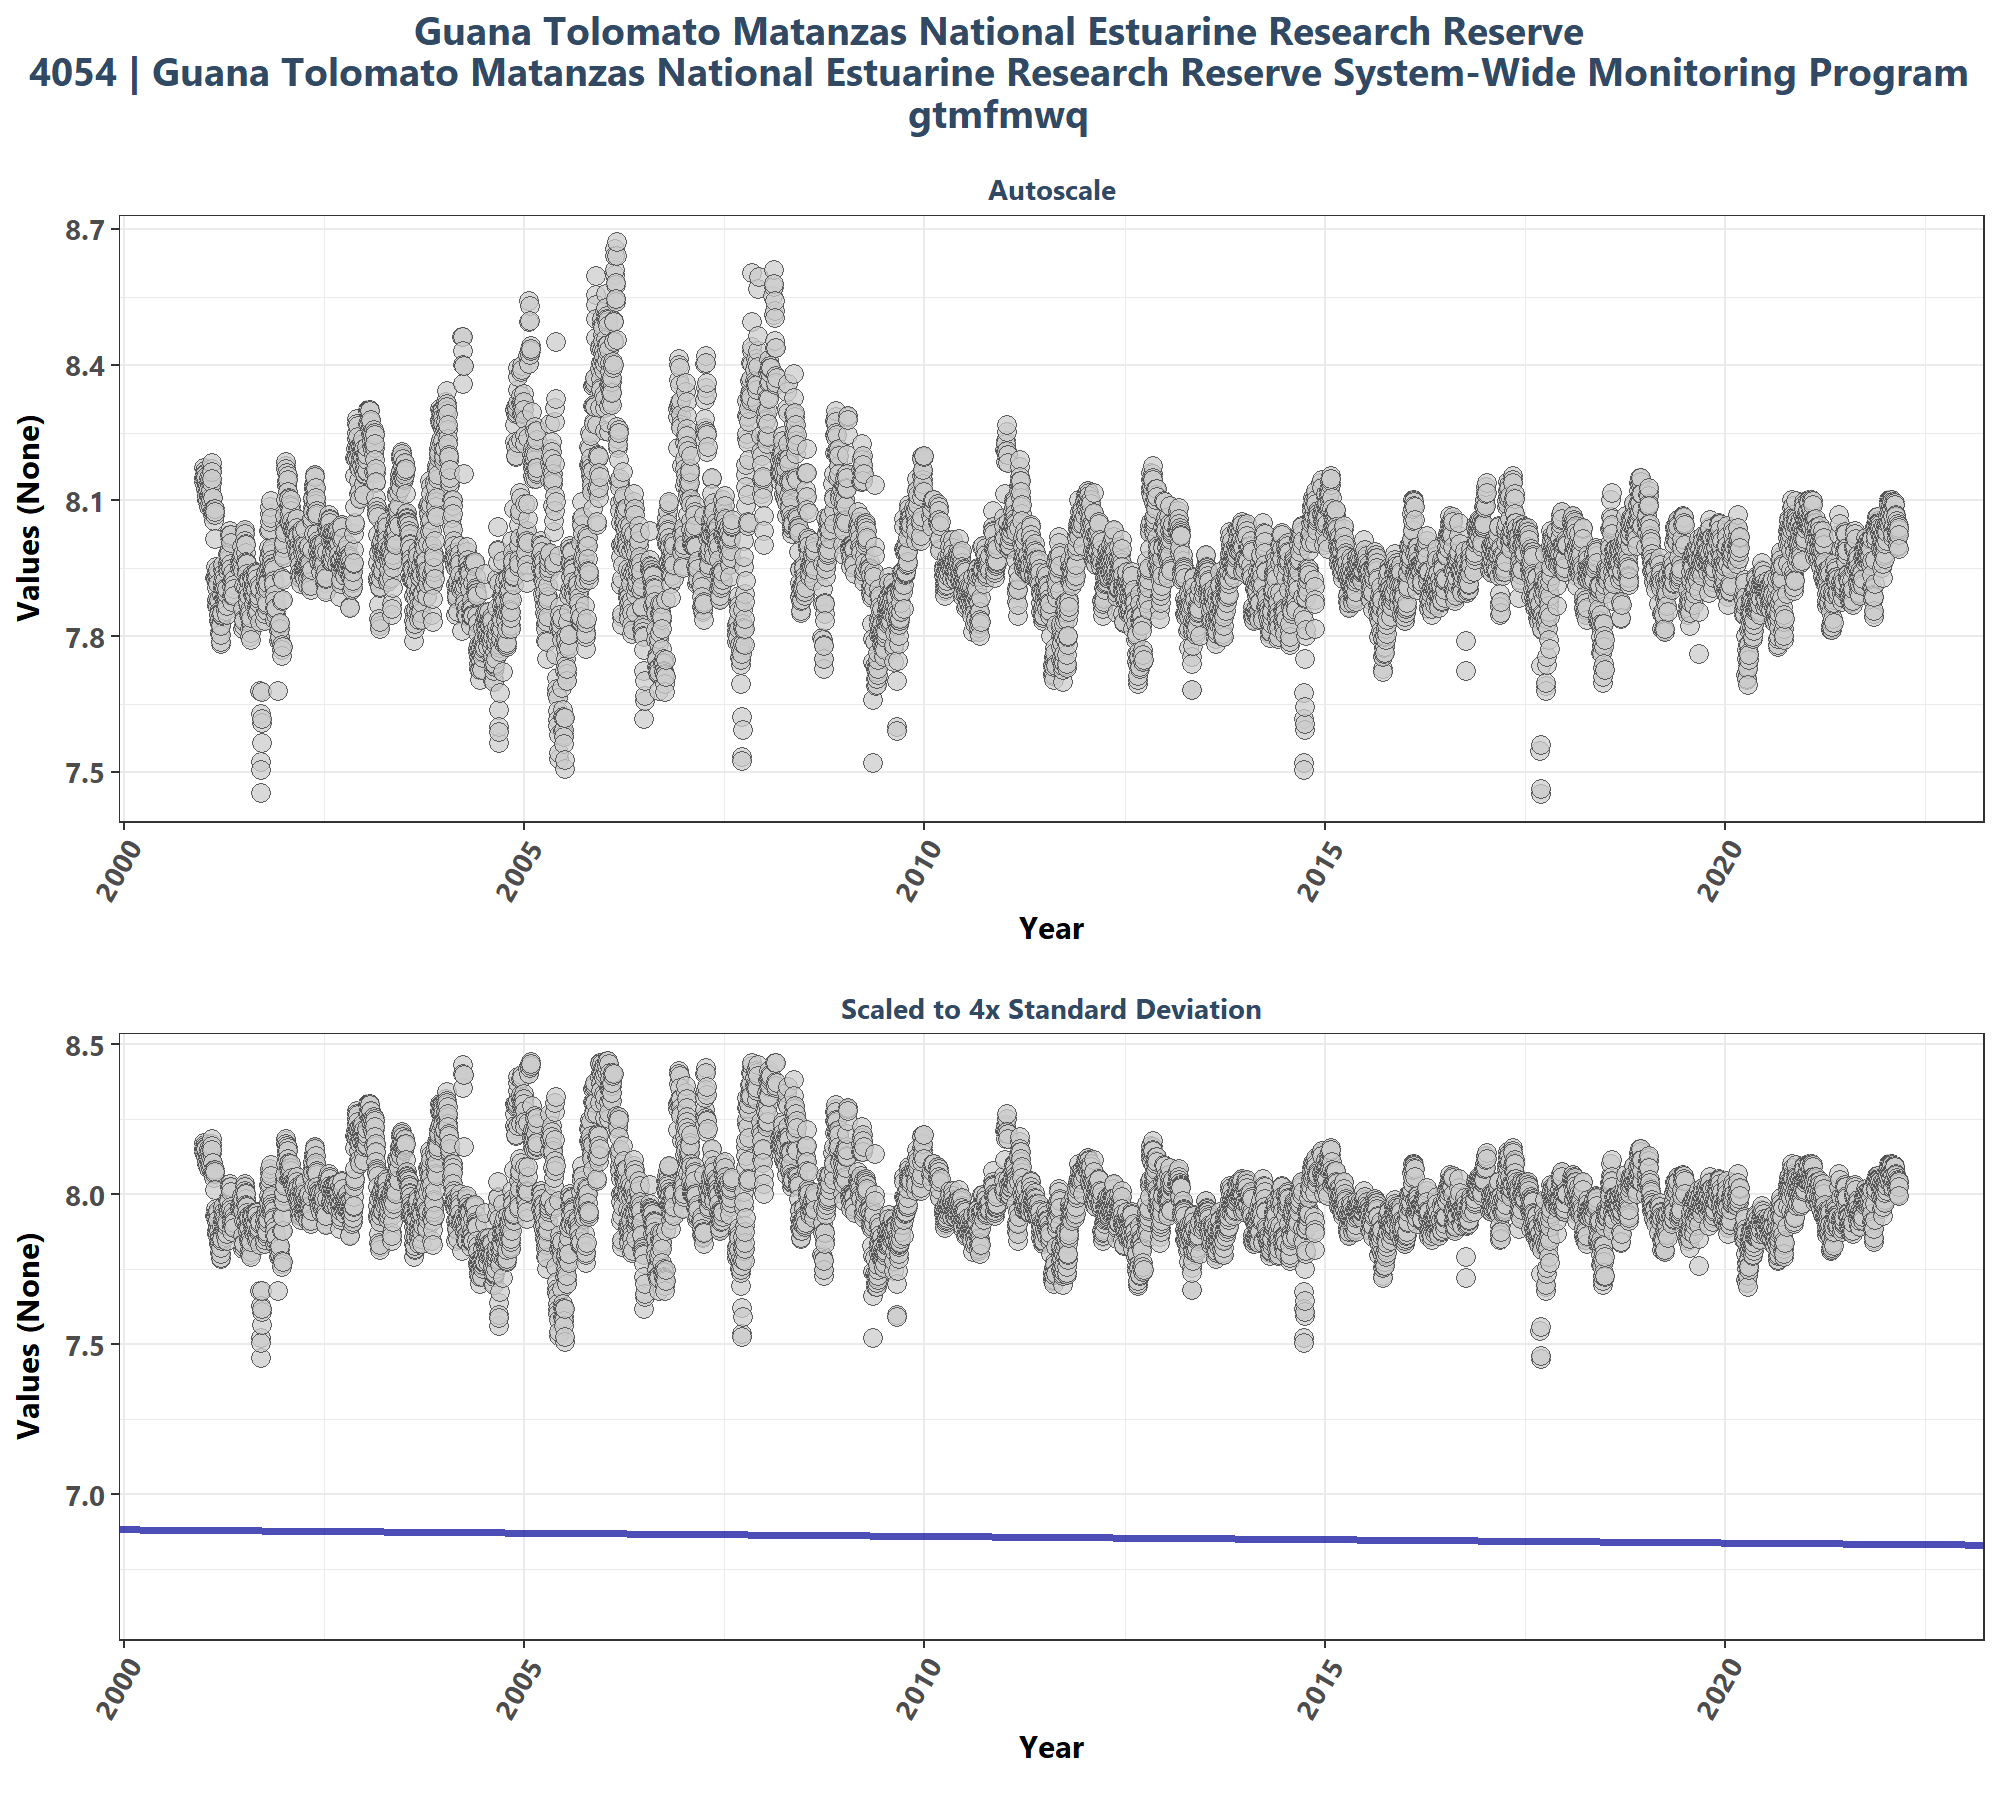 Guana Tolomato Matanzas National Estuarine Research Reserve
4054 | Guana Tolomato Matanzas National Estuarine Research Reserve System-Wide Monitoring Program
gtmfmwq
Autoscale
8.7
8.4
8.1
7.8
7.5
Values (None)
2000
2005
2010
2015
2020
Year
Scaled to 4x Standard Deviation
8.5
8.0
7.5
7.0
Values (None)
2000
2005
2010
2015
2020
Year